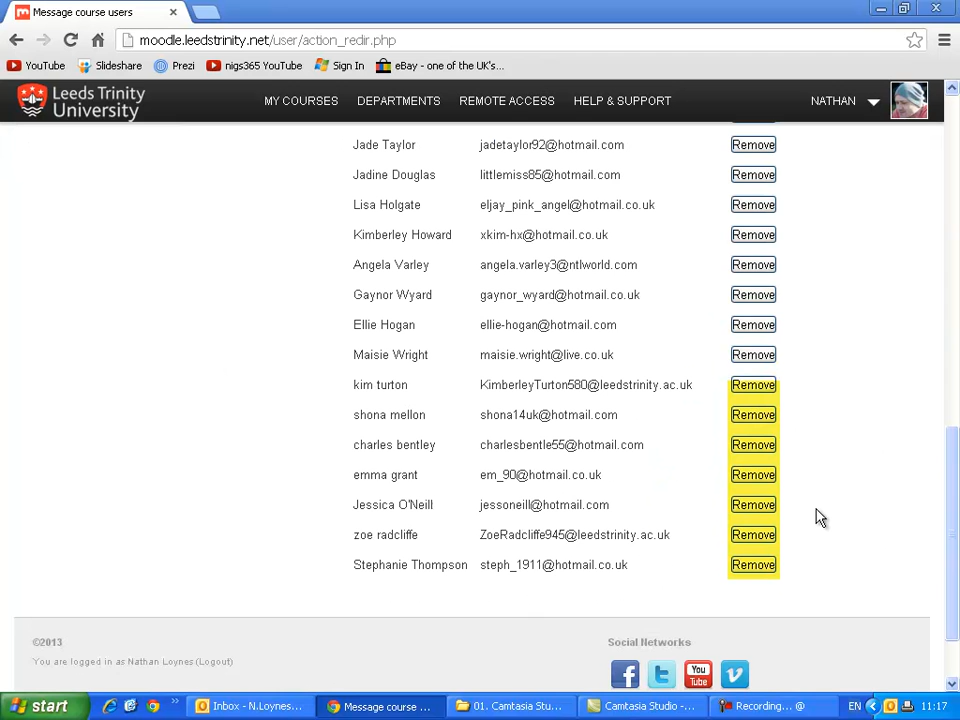 Message course users
moodle.leedstrinity.net/user/action_redir.php
YouTube Slideshare Prezi nigs365 YouTube Sign In eBay - one of the UK's...
Leeds Trinity University MY COURSES DEPARTMENTS REMOTE ACCESS HELP & SUPPORT NATHAN
Jade Taylor jadetaylor92@hotmail.com Remove
Jadine Douglas littlemiss85@hotmail.com Remove
Lisa Holgate eljay_pink_angel@hotmail.co.uk Remove
Kimberley Howard xkim-hx@hotmail.co.uk Remove
Angela Varley angela.varley3@ntlworld.com Remove
Gaynor Wyard gaynor_wyard@hotmail.co.uk Remove
Ellie Hogan ellie-hogan@hotmail.com Remove
Maisie Wright maisie.wright@live.co.uk Remove
kim turton KimberleyTurton580@leedstrinity.ac.uk Remove
shona mellon shona14uk@hotmail.com Remove
charles bentley charlesbentle55@hotmail.com Remove
emma grant em_90@hotmail.co.uk Remove
Jessica O'Neill jessoneill@hotmail.com Remove
zoe radcliffe ZoeRadcliffe945@leedstrinity.ac.uk Remove
Stephanie Thompson steph_1911@hotmail.co.uk Remove
©2013 Social Networks
You are logged in as Nathan Loynes (Logout)
You Tube
start Inbox - N.Loynes... Message course ... 01. Camtasia Stu... Camtasia Studio -... Recording... @ EN 11:17